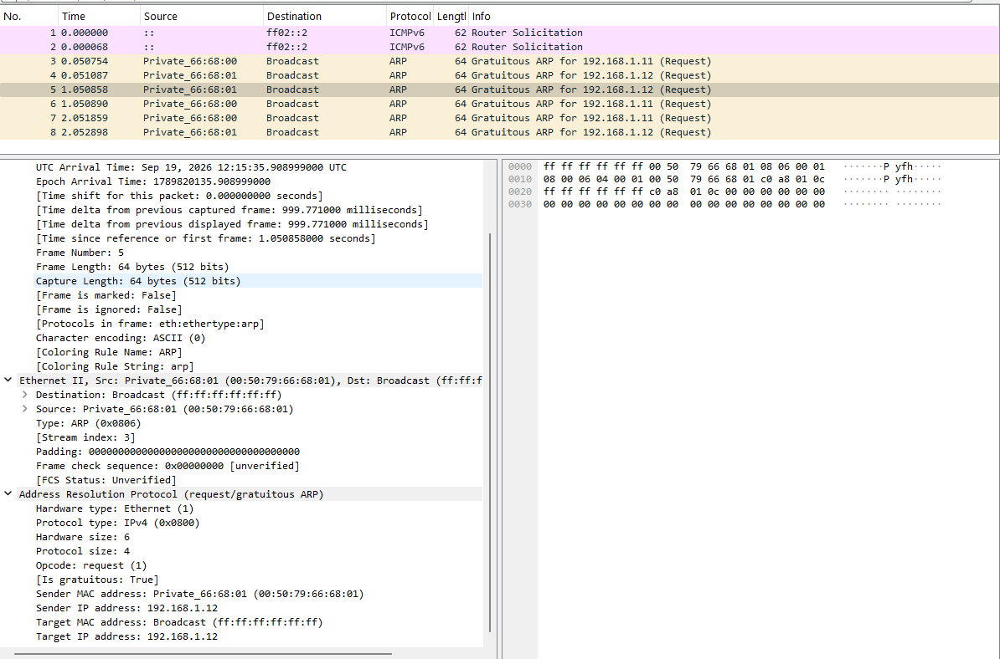 No. Time Source Destination Protocol Lengtl Info
1 0.000000 :: ff02::2 ICMPv6 62 Router Solicitation
2 0.000068 :: ff02::2 ICMPv6 62 Router Solicitation
3 0.050754 Private_66:68:00 Broadcast ARP 64 Gratuitous ARP for 192.168.1.11 (Request)
4 0.051087 Private_66:68:01 Broadcast ARP 64 Gratuitous ARP for 192.168.1.12 (Request)
5 1.050858 Private_66:68:01 Broadcast ARP 64 Gratuitous ARP for 192.168.1.12 (Request)
6 1.050890 Private_66:68:00 Broadcast ARP 64 Gratuitous ARP for 192.168.1.11 (Request)
7 2.051859 Private_66:68:00 Broadcast ARP 64 Gratuitous ARP for 192.168.1.11 (Request)
8 2.052898 Private_66:68:01 Broadcast ARP 64 Gratuitous ARP for 192.168.1.12 (Request)
UTC Arrival Time: Sep 19, 2026 12:15:35.908999000 UTC
Epoch Arrival Time: 1789820135.908999000
[Time shift for this packet: 0.000000000 seconds]
[Time delta from previous captured frame: 999.771000 milliseconds]
[Time delta from previous displayed frame: 999.771000 milliseconds]
[Time since reference or first frame: 1.050858000 seconds]
Frame Number: 5
Frame Length: 64 bytes (512 bits)
Capture Length: 64 bytes (512 bits)
[Frame is marked: False]
[Frame is ignored: False]
[Protocols in frame: eth:ethertype:arp]
Character encoding: ASCII (0)
[Coloring Rule Name: ARP]
[Coloring Rule String: arp]
Ethernet II, Src: Private_66:68:01 (00:50:79:66:68:01), Dst: Broadcast (ff:ff:f
Destination: Broadcast (ff:ff:ff:ff:ff:ff)
Source: Private_66:68:01 (00:50:79:66:68:01)
Type: ARP (0x0806)
[Stream index: 3]
Padding: 000000000000000000000000000000000000
Frame check sequence: 0x00000000 [unverified]
[FCS Status: Unverified]
Address Resolution Protocol (request/gratuitous ARP)
Hardware type: Ethernet (1)
Protocol type: IPv4 (0x0800)
Hardware size: 6
Protocol size: 4
Opcode: request (1)
[Is gratuitous: True]
Sender MAC address: Private_66:68:01 (00:50:79:66:68:01)
Sender IP address: 192.168.1.12
Target MAC address: Broadcast (ff:ff:ff:ff:ff:ff)
Target IP address: 192.168.1.12
0000 ff ff ff ff ff ff 00 50 79 66 68 01 08 06 00 01 ·······P yfh·····
0010 08 00 06 04 00 01 00 50 79 66 68 01 c0 a8 01 0c ·······P yfh·····
0020 ff ff ff ff ff ff c0 a8 01 0c 00 00 00 00 00 00 ········ ········
0030 00 00 00 00 00 00 00 00 00 00 00 00 00 00 00 00 ········ ········